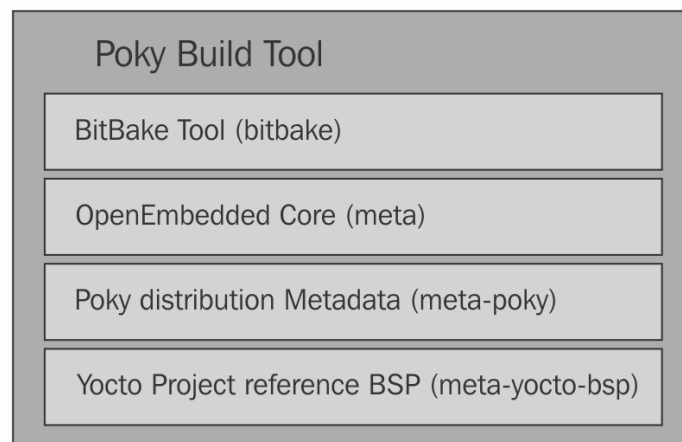 Poky Build Tool
BitBake Tool (bitbake)
OpenEmbedded Core (meta)
Poky distribution Metadata (meta-poky)
Yocto Project reference BSP (meta-yocto-bsp)